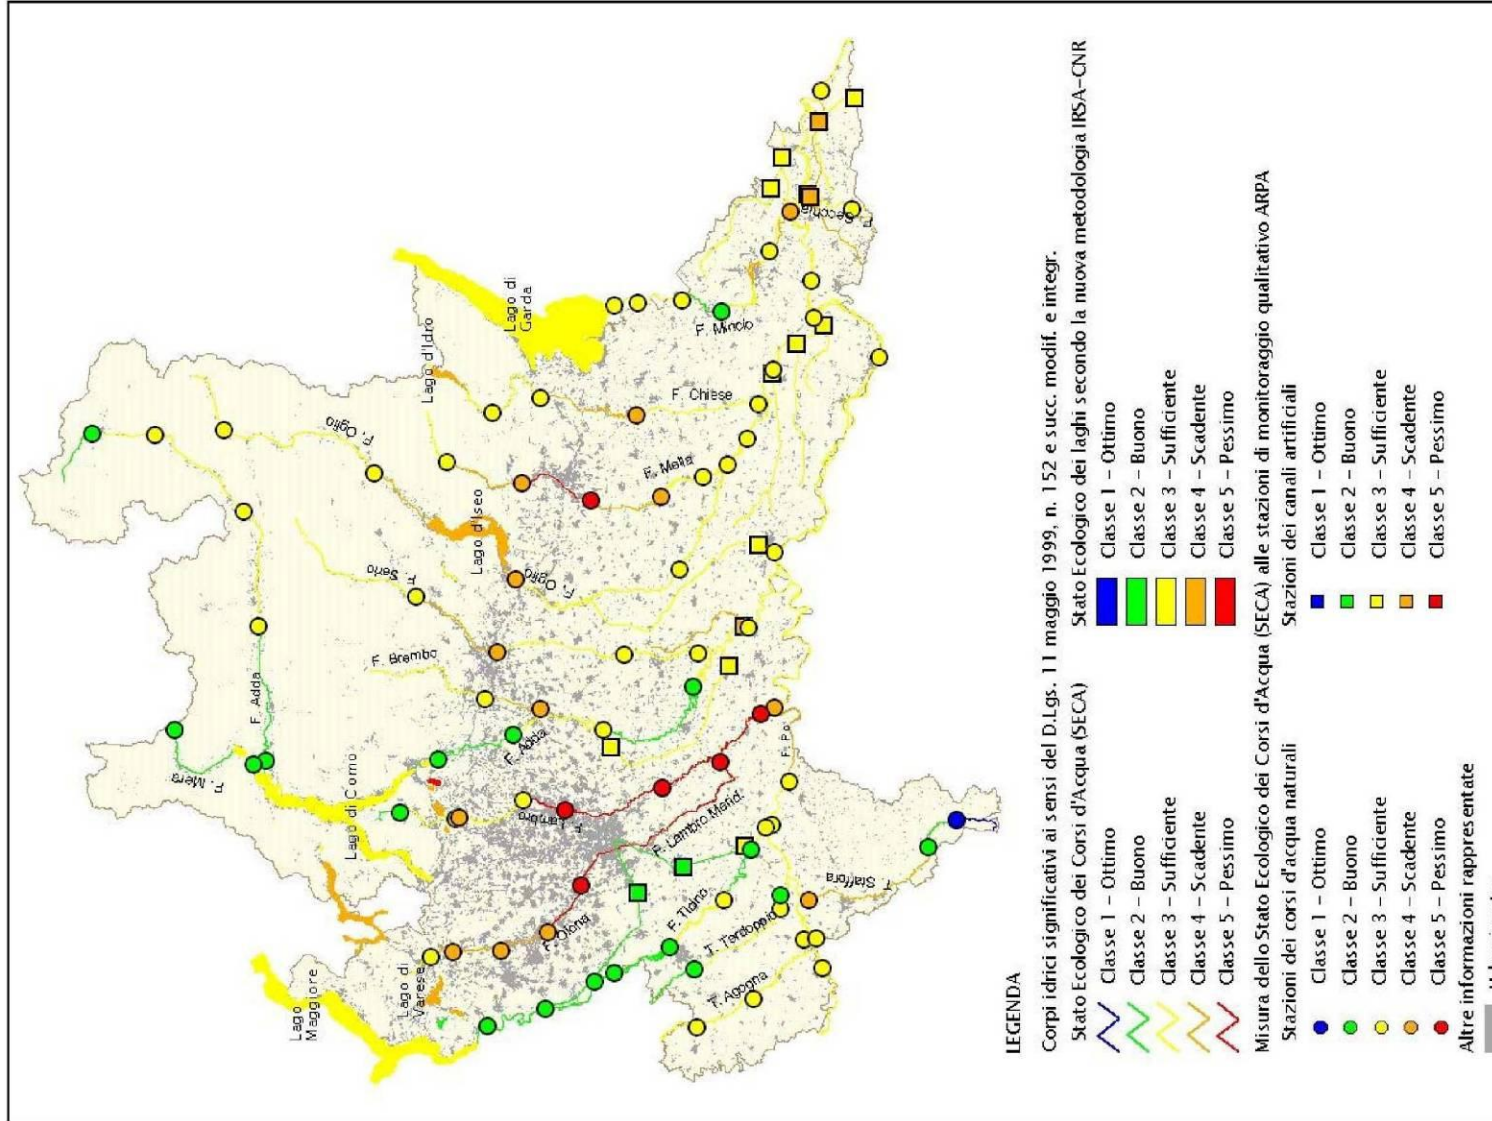 Lago
Maggiore
Lago di
Varese
Lago di Como
F. Mera
F. Adda
F. Brembo
F. Serio
Lago d'Iseo
F. Oglio
F. Oglio
Lago d'Idro
Lago di
Garda
F. Chiese
F. Mella
F. Mincio
F. Secchia
F. Adda
F. Lambro
F. Olona
F. Lambro Merid.
F. Ticino
T. Terdoppio
T. Agogna
T. Staffora
F. Po
LEGENDA
Corpi idrici significativi ai sensi del D.Lgs. 11 maggio 1999, n. 152 e succ. modif. e integr.
Stato Ecologico dei Corsi d'Acqua (SECA)
Classe 1 – Ottimo
Classe 2 – Buono
Classe 3 – Sufficiente
Classe 4 – Scadente
Classe 5 – Pessimo
Stato Ecologico dei laghi secondo la nuova metodologia IRSA-CNR
Classe 1 – Ottimo
Classe 2 – Buono
Classe 3 – Sufficiente
Classe 4 – Scadente
Classe 5 – Pessimo
Misura dello Stato Ecologico dei Corsi d'Acqua (SECA) alle stazioni di monitoraggio qualitativo ARPA
Stazioni dei corsi d'acqua naturali
Classe 1 – Ottimo
Classe 2 – Buono
Classe 3 – Sufficiente
Classe 4 – Scadente
Classe 5 – Pessimo
Stazioni dei canali artificiali
Classe 1 – Ottimo
Classe 2 – Buono
Classe 3 – Sufficiente
Classe 4 – Scadente
Classe 5 – Pessimo
Altre informazioni rappresentate